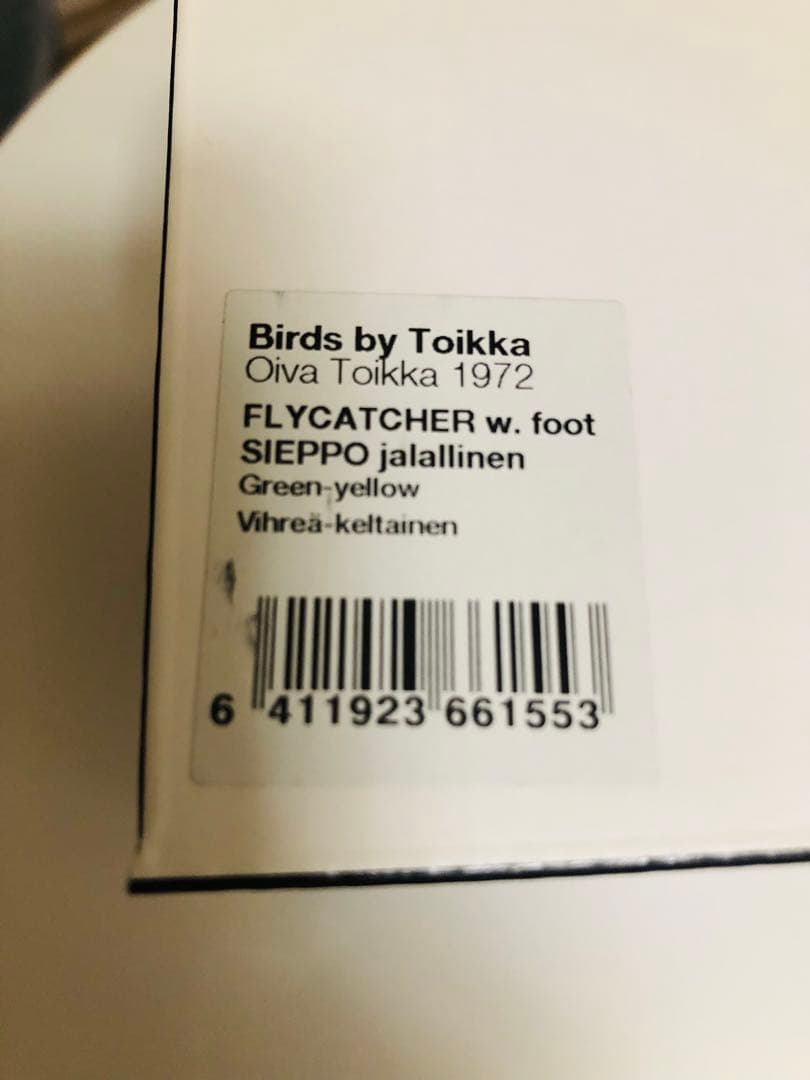 Birds by Toikka
Oiva Toikka 1972
FLYCATCHER w. foot
SIEPPO jalallinen
Green-yellow
Vihreä-keltainen
6 411923 661553